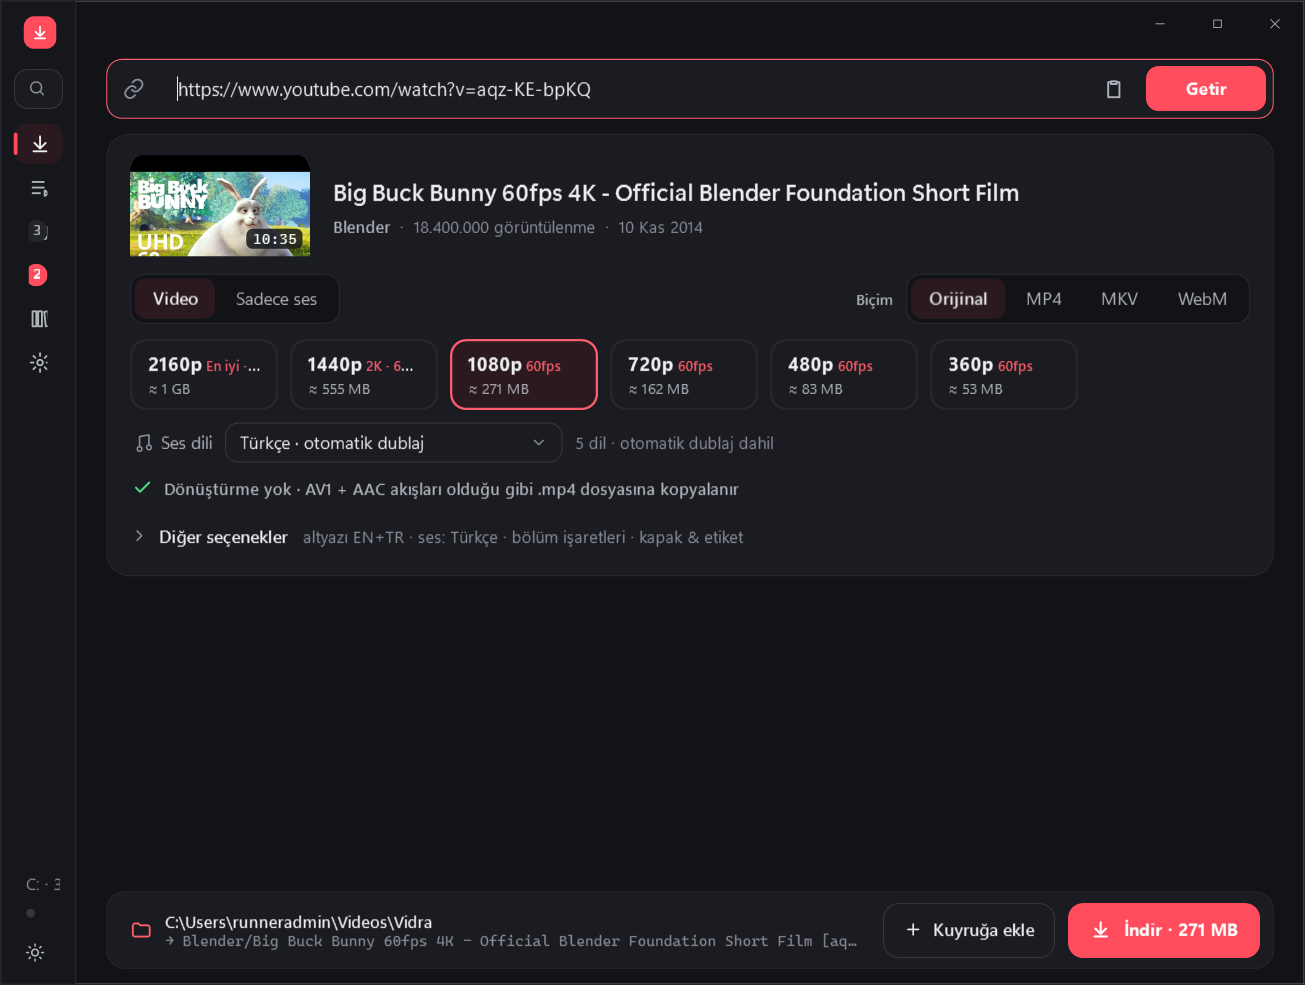 https://www.youtube.com/watch?v=aqz-KE-bpKQ
Getir
Big Buck
BUNNY
UHD
10:35
Big Buck Bunny 60fps 4K - Official Blender Foundation Short Film
Blender · 18.400.000 görüntülenme · 10 Kas 2014
Video Sadece ses
Biçim Orijinal MP4 MKV WebM
2160p En iyi ·...
≈ 1 GB
1440p 2K · 6...
≈ 555 MB
1080p 60fps
≈ 271 MB
720p 60fps
≈ 162 MB
480p 60fps
≈ 83 MB
360p 60fps
≈ 53 MB
Ses dili Türkçe · otomatik dublaj 5 dil · otomatik dublaj dahil
Dönüştürme yok · AV1 + AAC akışları olduğu gibi .mp4 dosyasına kopyalanır
Diğer seçenekler altyazı EN+TR · ses: Türkçe · bölüm işaretleri · kapak & etiket
3
2
C: · 3
C:\Users\runneradmin\Videos\Vidra
→ Blender/Big Buck Bunny 60fps 4K - Official Blender Foundation Short Film [aq…
+ Kuyruğa ekle
İndir · 271 MB